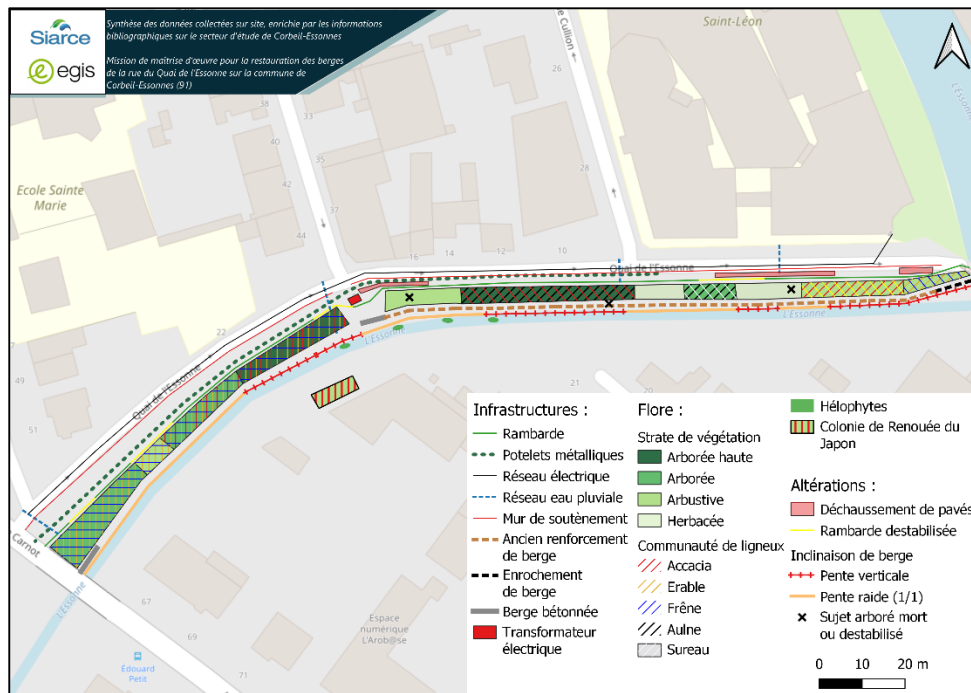 Siarce
egis
Synthèse des données collectées sur site, enrichie par les informations
bibliographiques sur le secteur d'étude de Corbeil-Essonnes
Mission de maîtrise d'œuvre pour la restauration des berges
de la rue du Quai de l'Essonne sur la commune de
Corbeil-Essonnes (91)
e Cullion
Saint-Léon
26
38
33
40
35
42
37
44
Ecole Sainte
Marie
16
14
12
10
Quai de l'Essonne
L'Essonne
22
49
51
Quai de l'Essonne
L'Essonne
L'Essonne
21
20
Carnot
L'Essonne
67
69
71
Édouard
Petit
Espace
numérique
L'Arob@se
Infrastructures :
Rambarde
Potelets métalliques
Réseau électrique
Réseau eau pluviale
Mur de soutènement
Ancien renforcement
de berge
Enrochement
de berge
Berge bétonnée
Transformateur
électrique
Flore :
Strate de végétation
Arborée haute
Arborée
Arbustive
Herbacée
Communauté de ligneux
Accacia
Erable
Frêne
Aulne
Sureau
Hélophytes
Colonie de Renouée du
Japon
Altérations :
Déchaussement de pavés
Rambarde destabilisée
Inclinaison de berge
Pente verticale
Pente raide (1/1)
Sujet arboré mort
ou destabilisé
0 10 20 m